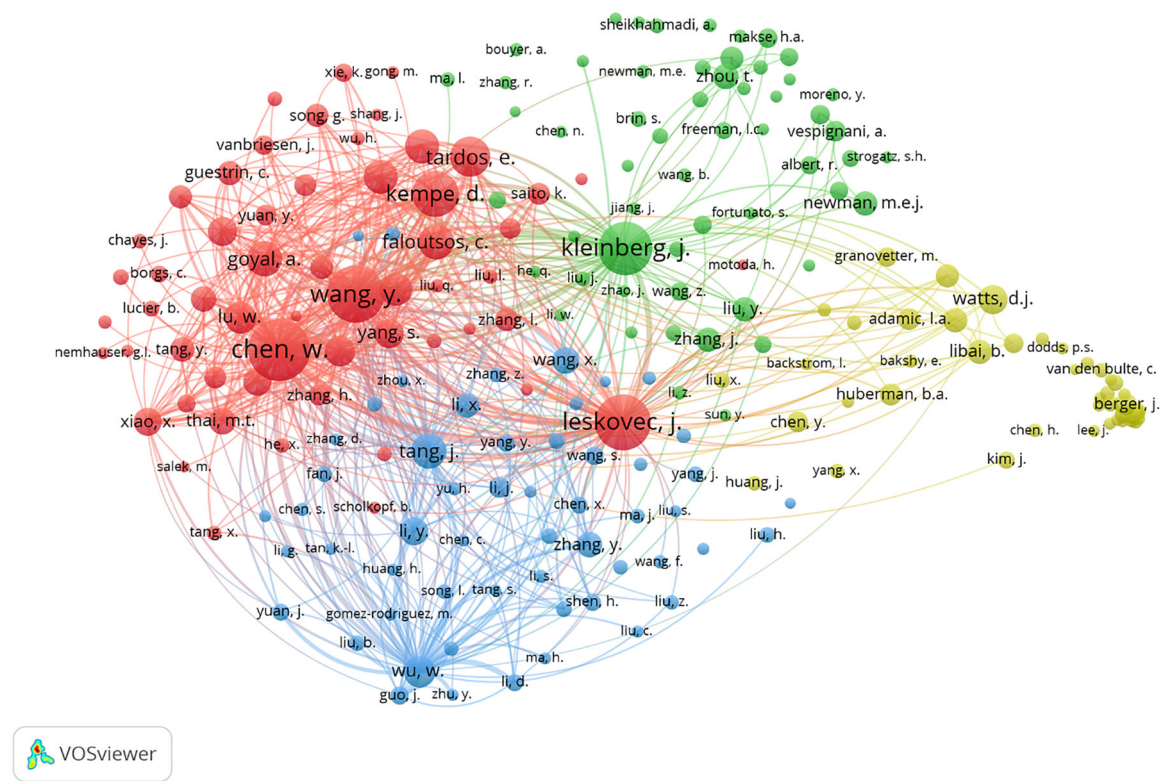 sheikhahmadi, a.
makse, h.a.
bouyer, a.
xie, k.
gong, m.
ma, l.
zhang, r.
newman, m.e.
zhou, t.
moreno, y.
song, g.
shang, j.
brin, s.
vanbriesen, j.
wu, h.
chen, n.
freeman, l.c.
vespignani, a.
tardos, e.
guestrin, c.
wang, b.
albert, r.
strogatz, s.h.
kempe, d.
saito, k.
yuan, y.
jiang, j.
fortunato, s.
newman, m.e.j.
chayes, j.
faloutsos, c.
kleinberg, j.
goyal, a.
granovetter, m.
borgs, c.
liu, l.
he, q.
motoda, h.
liu, q.
liu, j.
wang, y.
zhao, j.
wang, z.
watts, d.j.
lucier, b.
lu, w.
li, w.
liu, y.
adamic, l.a.
zhang, l.
yang, s.
zhang, j.
nemhauser, g.l.
tang, y.
chen, w.
libai, b.
dodds, p.s.
wang, x.
backstrom, l.
bakshy, e.
van den bulte, c.
zhou, x.
zhang, z.
liu, x.
zhang, h.
li, z.
huberman, b.a.
li, x.
berger, j.
xiao, x.
thai, m.t.
sun, y.
leskovec, j.
chen, y.
chen, h.
lee, j.
he, x.
zhang, d.
yang, y.
tang, j.
wang, s.
kim, j.
salek, m.
fan, j.
yang, j.
yang, x.
yu, h.
li, j.
huang, j.
chen, s.
scholkopf, b.
chen, x.
ma, j.
liu, s.
tang, x.
li, y.
liu, h.
li, g.
tan, k.-l.
chen, c.
zhang, y.
huang, h.
wang, f.
li, s.
song, l.
tang, s.
yuan, j.
gomez-rodriguez, m.
shen, h.
liu, z.
liu, b.
liu, c.
wu, w.
ma, h.
li, d.
guo, j.
zhu, y.
VOSviewer